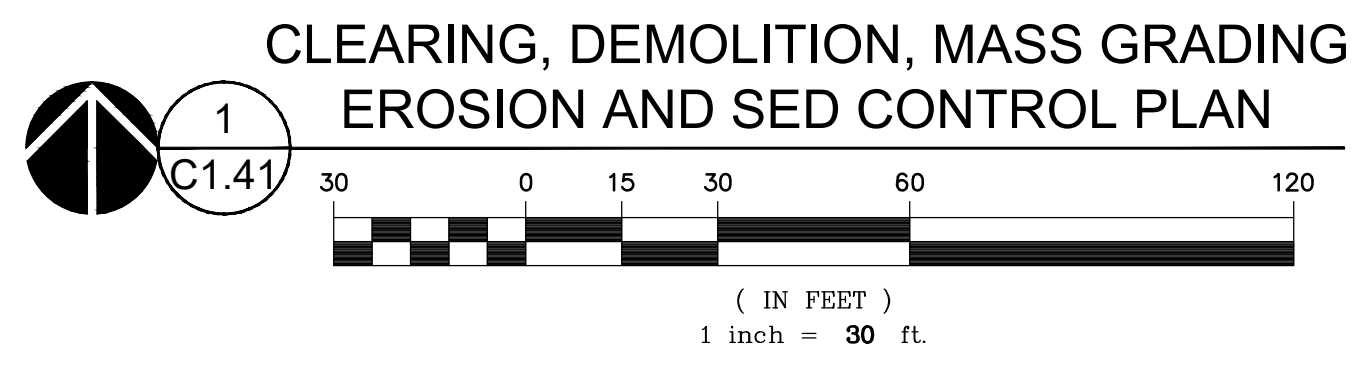 CLEARING, DEMOLITION, MASS GRADING
EROSION AND SED CONTROL PLAN
1
C1.41
30 0 15 30 60 120
( IN FEET )
1 inch = 30 ft.